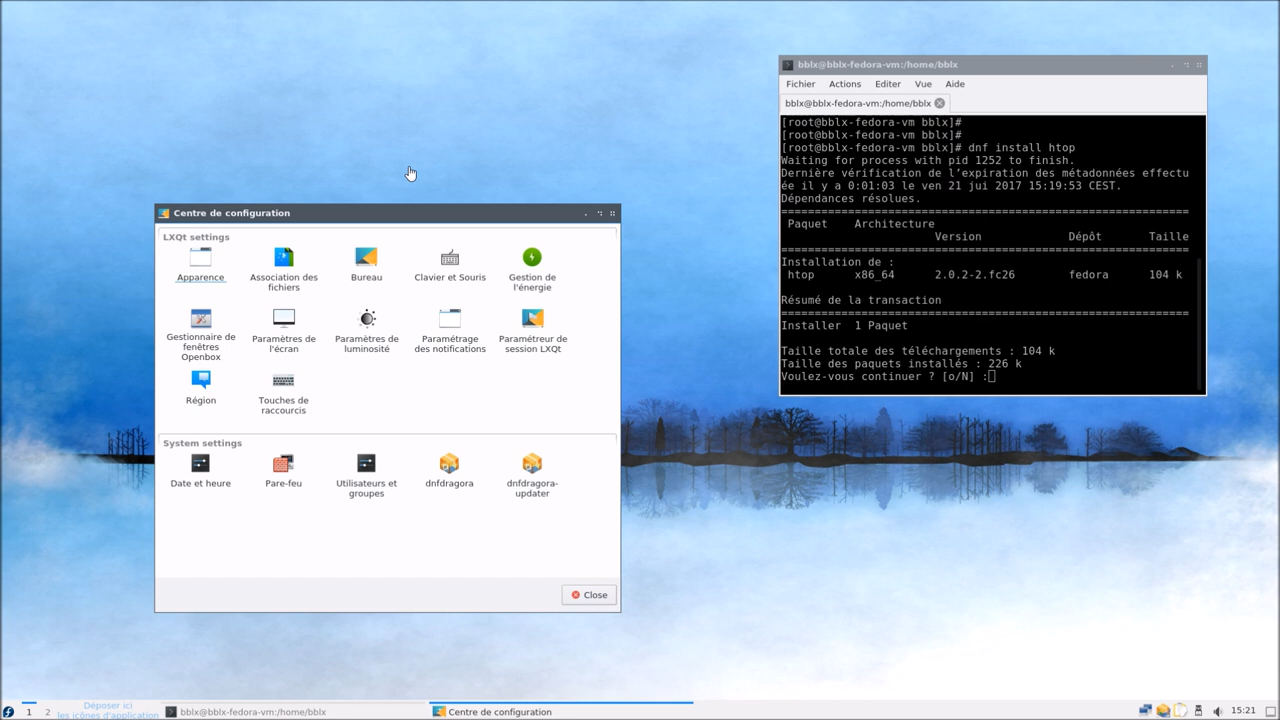 bblx@bblx-fedora-vm:/home/bblx
Fichier Actions Editer Vue Aide
bblx@bblx-fedora-vm:/home/bblx
[root@bblx-fedora-vm bblx]#
[root@bblx-fedora-vm bblx]#
[root@bblx-fedora-vm bblx]# dnf install htop
Waiting for process with pid 1252 to finish.
Dernière vérification de l’expiration des métadonnées effectu
ée il y a 0:01:03 le ven 21 jui 2017 15:19:53 CEST.
Dépendances résolues.
=============================================================
Paquet Architecture
Version Dépôt Taille
=============================================================
Installation de :
htop x86_64 2.0.2-2.fc26 fedora 104 k
Résumé de la transaction
=============================================================
Installer 1 Paquet
Taille totale des téléchargements : 104 k
Taille des paquets installés : 226 k
Voulez-vous continuer ? [o/N] :
Centre de configuration
LXQt settings
Apparence
Association des
fichiers
Bureau
Clavier et Souris
Gestion de
l'énergie
Gestionnaire de
fenêtres
Openbox
Paramètres de
l'écran
Paramètres de
luminosité
Paramétrage
des notifications
Paramétreur de
session LXQt
Région
Touches de
raccourcis
System settings
Date et heure
Pare-feu
Utilisateurs et
groupes
dnfdragora
dnfdragora-
updater
Close
1 2
Déposer ici
les icônes d'application
bblx@bblx-fedora-vm:/home/bblx
Centre de configuration
15:21